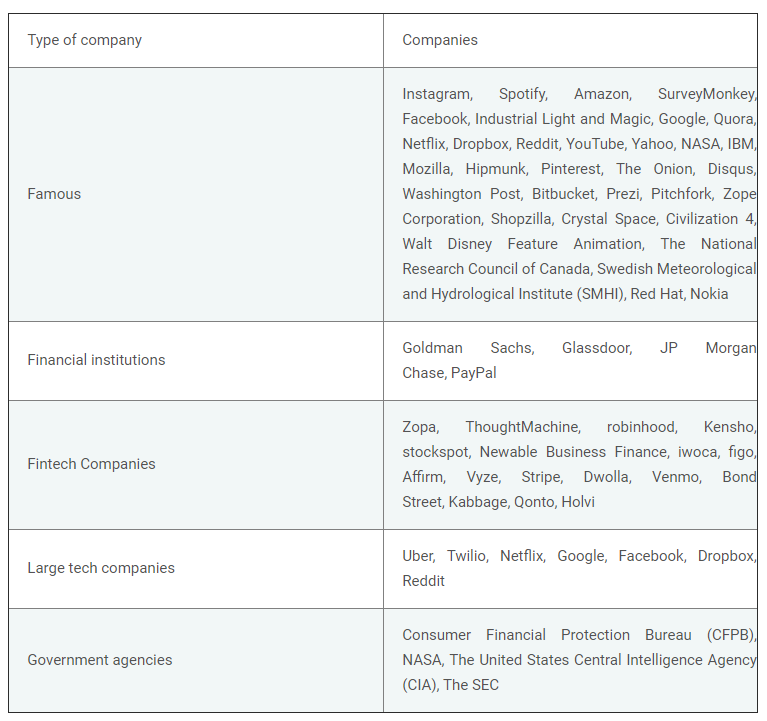 Type of company
Companies
Famous
Instagram, Spotify, Amazon, SurveyMonkey,
Facebook, Industrial Light and Magic, Google, Quora,
Netflix, Dropbox, Reddit, YouTube, Yahoo, NASA, IBM,
Mozilla, Hipmunk, Pinterest, The Onion, Disqus,
Washington Post, Bitbucket, Prezi, Pitchfork, Zope
Corporation, Shopzilla, Crystal Space, Civilization 4,
Walt Disney Feature Animation, The National
Research Council of Canada, Swedish Meteorological
and Hydrological Institute (SMHI), Red Hat, Nokia
Financial institutions
Goldman Sachs, Glassdoor, JP Morgan
Chase, PayPal
Fintech Companies
Zopa, ThoughtMachine, robinhood, Kensho,
stockspot, Newable Business Finance, iwoca, figo,
Affirm, Vyze, Stripe, Dwolla, Venmo, Bond
Street, Kabbage, Qonto, Holvi
Large tech companies
Uber, Twilio, Netflix, Google, Facebook, Dropbox,
Reddit
Government agencies
Consumer Financial Protection Bureau (CFPB),
NASA, The United States Central Intelligence Agency
(CIA), The SEC